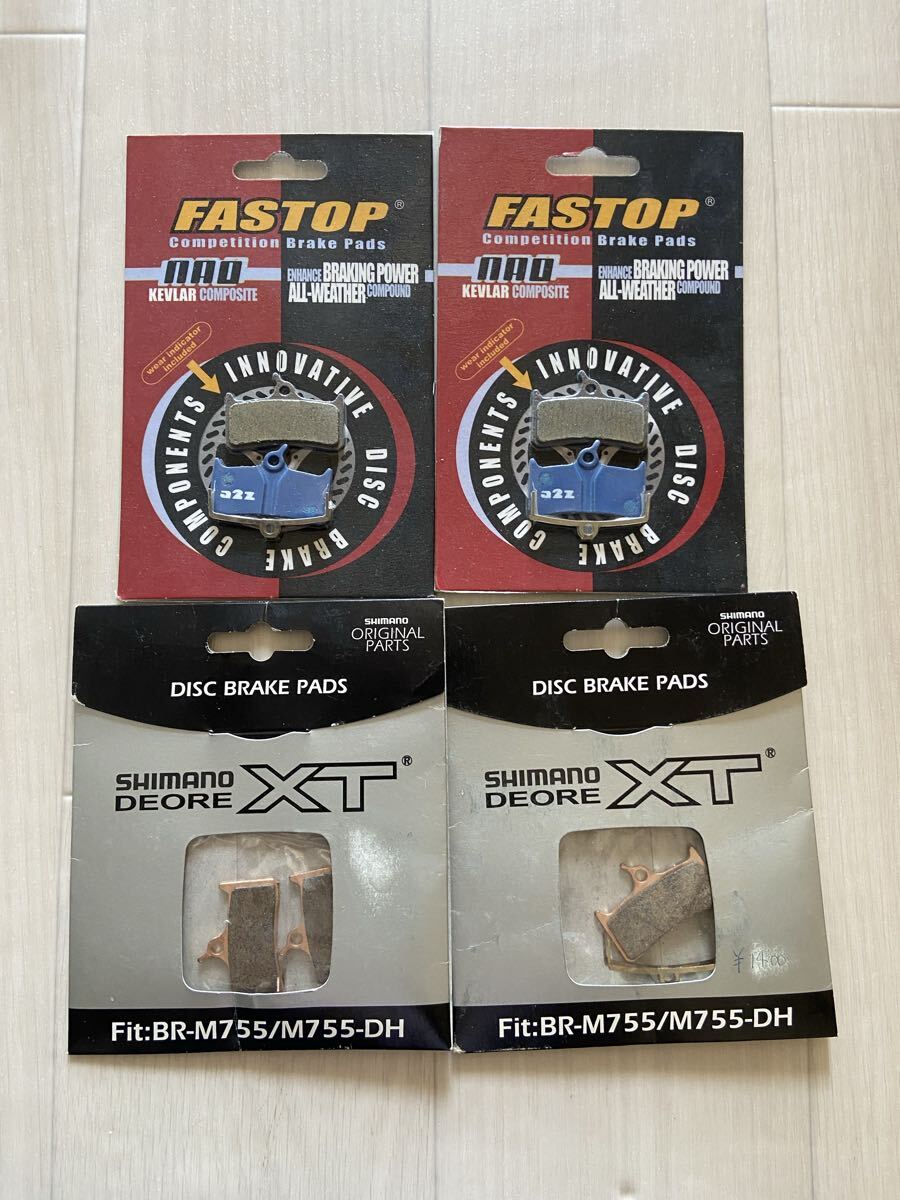 FASTOP®
Competition Brake Pads
NAO
KEVLAR COMPOSITE
ENHANCE BRAKING POWER
ALL-WEATHER COMPOUND
wear indicator
included
COMPONENTS INNOVATIVE DISC BRAKE
a2z
FASTOP®
Competition Brake Pads
NAO
KEVLAR COMPOSITE
ENHANCE BRAKING POWER
ALL-WEATHER COMPOUND
wear indicator
included
COMPONENTS INNOVATIVE DISC BRAKE
a2z
SHIMANO
ORIGINAL
PARTS
DISC BRAKE PADS
SHIMANO
DEORE XT®
Fit:BR-M755/M755-DH
SHIMANO
ORIGINAL
PARTS
DISC BRAKE PADS
SHIMANO
DEORE XT®
Fit:BR-M755/M755-DH